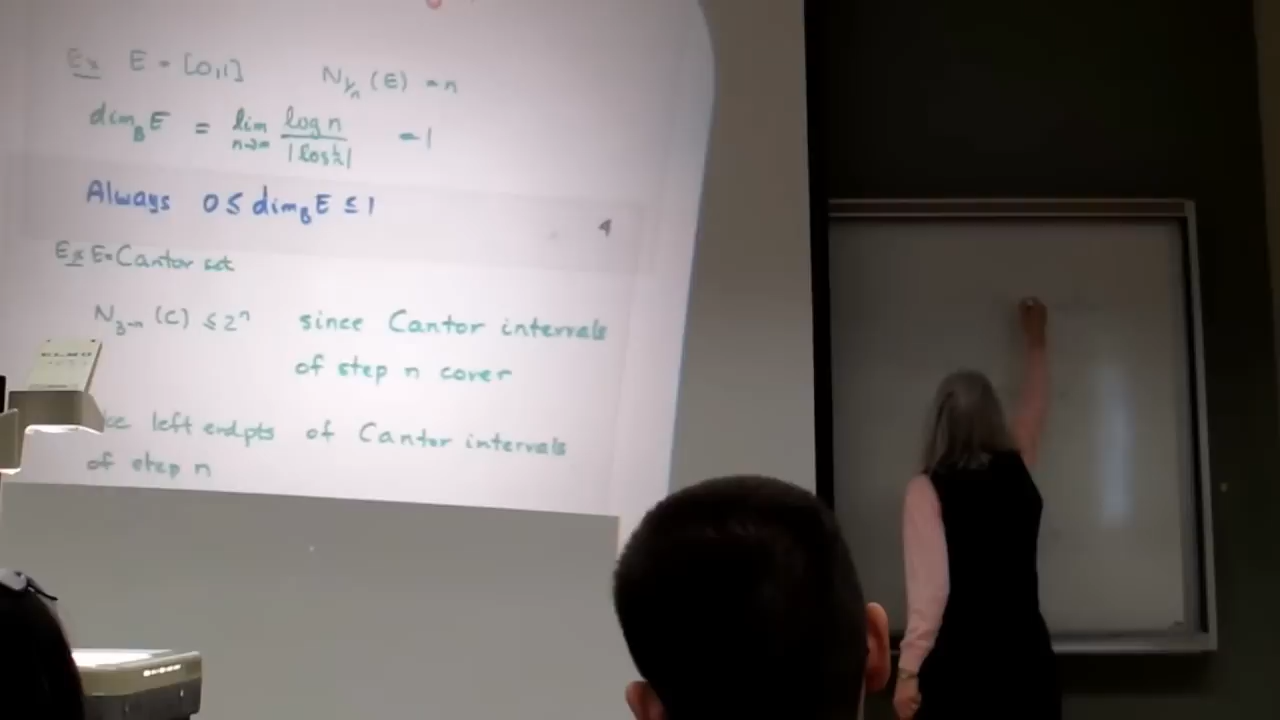 Ex E = [0,1] N_{1/n} (E) = n
dim_B E = lim_{n→∞} log n / |log 1/n| = 1
Always 0 ≤ dim_B E ≤ 1
4
Ex E = Cantor set
N_{3^{-n}} (C) ≤ 2^n since Cantor intervals
of step n cover
left endpts of Cantor intervals
of step n